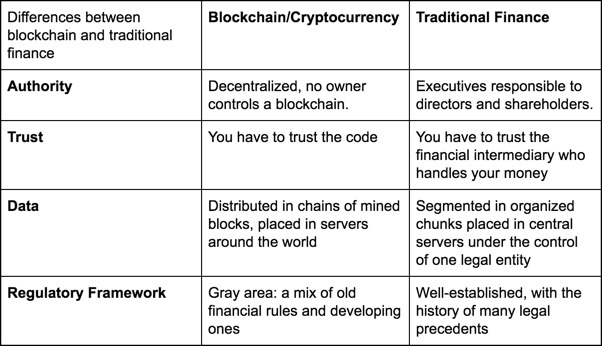 Differences between
blockchain and traditional
finance
Blockchain/Cryptocurrency
Traditional Finance
Authority
Decentralized, no owner
controls a blockchain.
Executives responsible to
directors and shareholders.
Trust
You have to trust the code
You have to trust the
financial intermediary who
handles your money
Data
Distributed in chains of mined
blocks, placed in servers
around the world
Segmented in organized
chunks placed in central
servers under the control
of one legal entity
Regulatory Framework
Gray area: a mix of old
financial rules and developing
ones
Well-established, with the
history of many legal
precedents